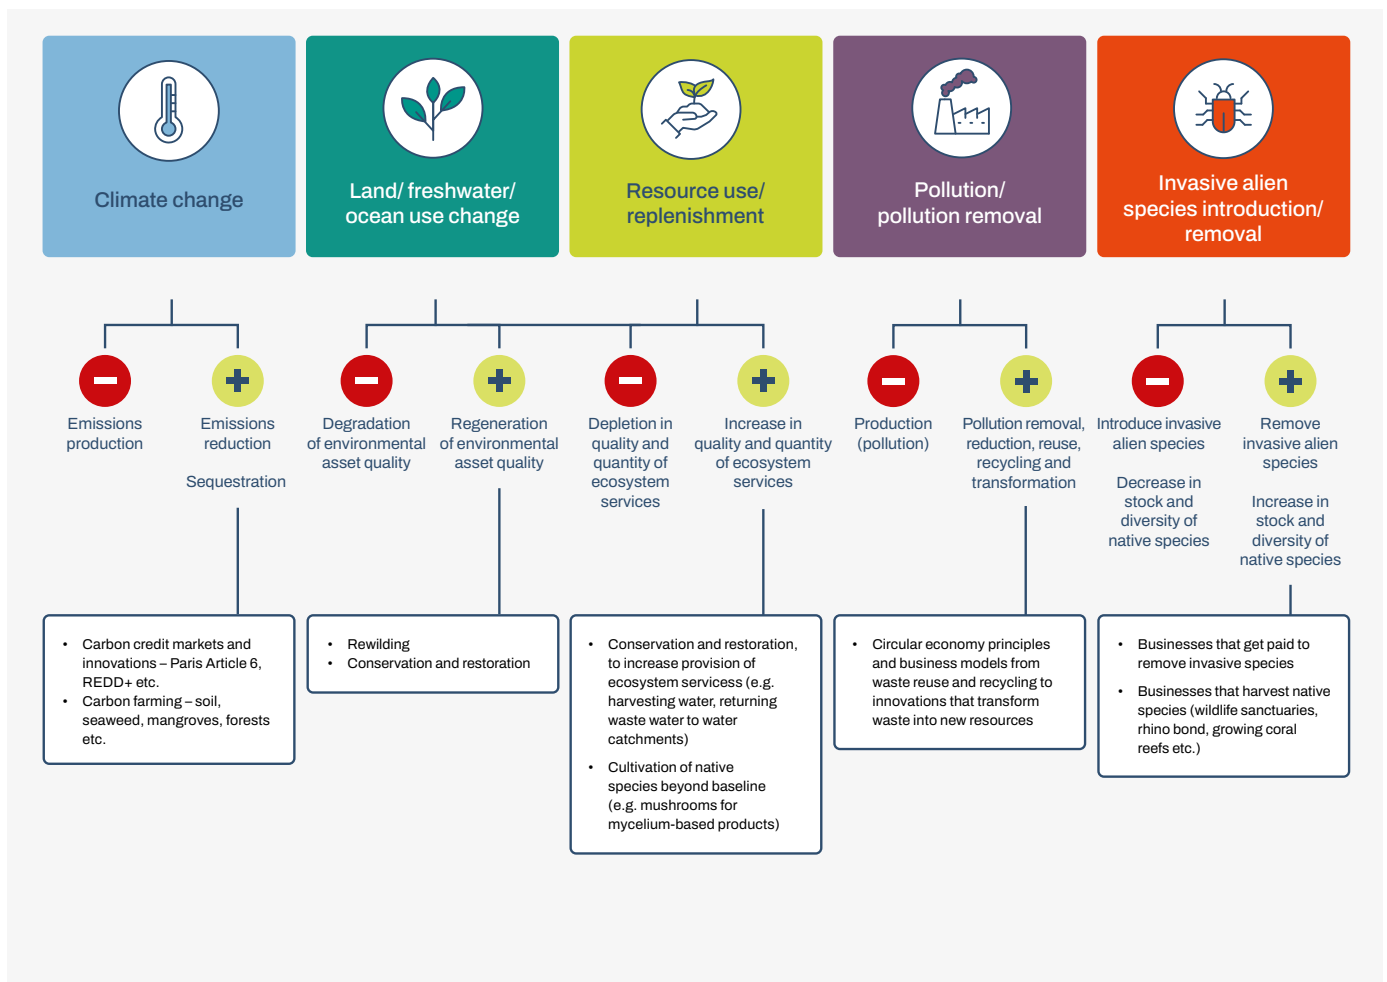 Climate change
Land/ freshwater/
ocean use change
Resource use/
replenishment
Pollution/
pollution removal
Invasive alien
species introduction/
removal
Emissions
production
Emissions
reduction
Sequestration
Degradation
of environmental
asset quality
Regeneration
of environmental
asset quality
Depletion in
quality and
quantity of
ecosystem
services
Increase in
quality and quantity
of ecosystem
services
Production
(pollution)
Pollution removal,
reduction, reuse,
recycling and
transformation
Introduce invasive
alien species
Decrease in
stock and
diversity of
native species
Remove
invasive alien
species
Increase in
stock and
diversity of
native species
• Carbon credit markets and
innovations – Paris Article 6,
REDD+ etc.
• Carbon farming – soil,
seaweed, mangroves, forests
etc.
• Rewilding
• Conservation and restoration
• Conservation and restoration,
to increase provision of
ecosystem servicess (e.g.
harvesting water, returning
waste water to water
catchments)
• Cultivation of native
species beyond baseline
(e.g. mushrooms for
mycelium-based products)
• Circular economy principles
and business models from
waste reuse and recycling to
innovations that transform
waste into new resources
• Businesses that get paid to
remove invasive species
• Businesses that harvest native
species (wildlife sanctuaries,
rhino bond, growing coral
reefs etc.)